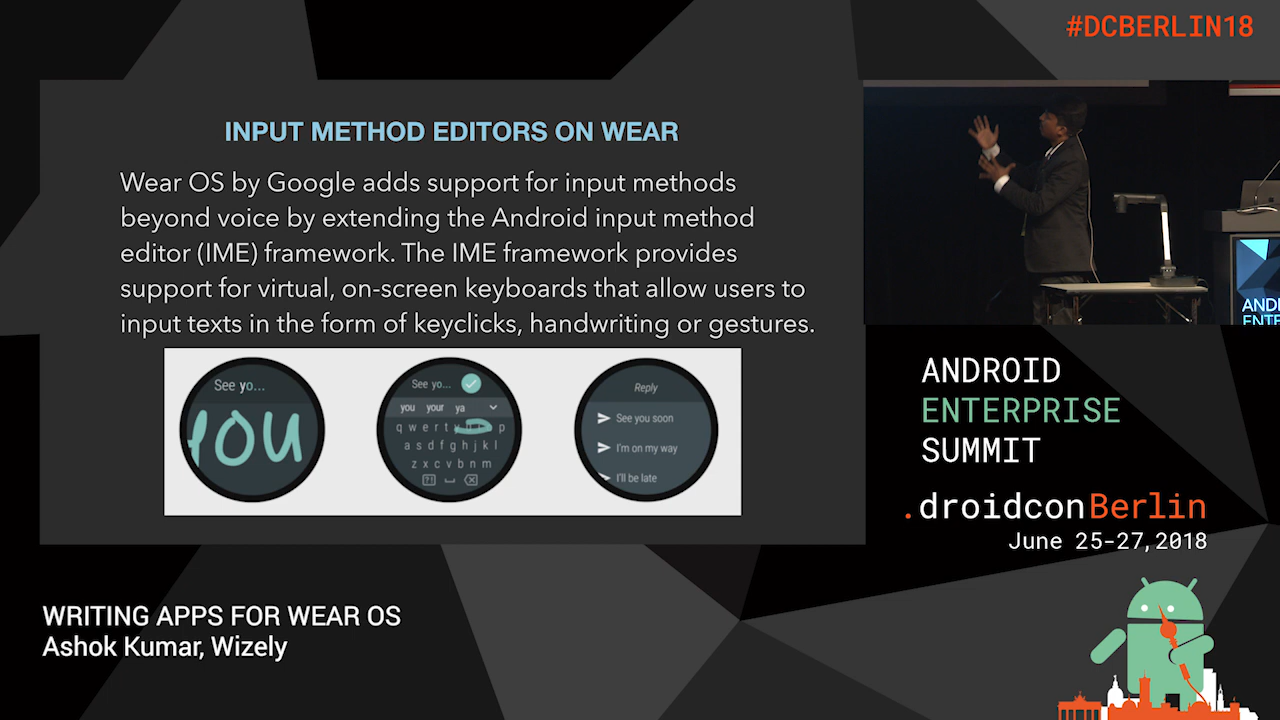 #DCBERLIN18
INPUT METHOD EDITORS ON WEAR
Wear OS by Google adds support for input methods
beyond voice by extending the Android input method
editor (IME) framework. The IME framework provides
support for virtual, on-screen keyboards that allow users to
input texts in the form of keyclicks, handwriting or gestures.
See yo...
you
See yo...
you your ya
q w e r t y p
a s d f g h j k l
z x c v b n m
?!
Reply
See you soon
I'm on my way
I'll be late
ANDROID
ENTERPRISE
SUMMIT
.droidconBerlin
June 25-27, 2018
WRITING APPS FOR WEAR OS
Ashok Kumar, Wizely